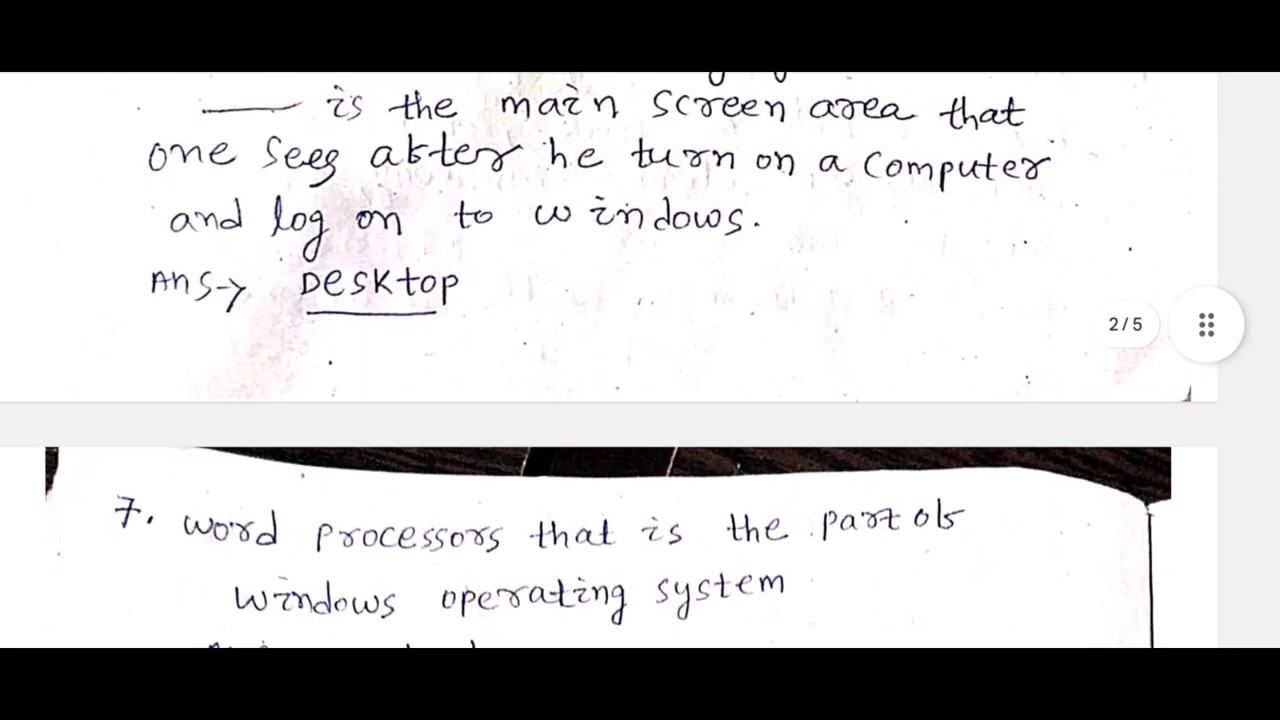 ____ is the main screen area that
one sees after he turn on a computer
and log on to windows.
Ans-> Desktop
2/5
7. word processors that is the part of
windows operating system